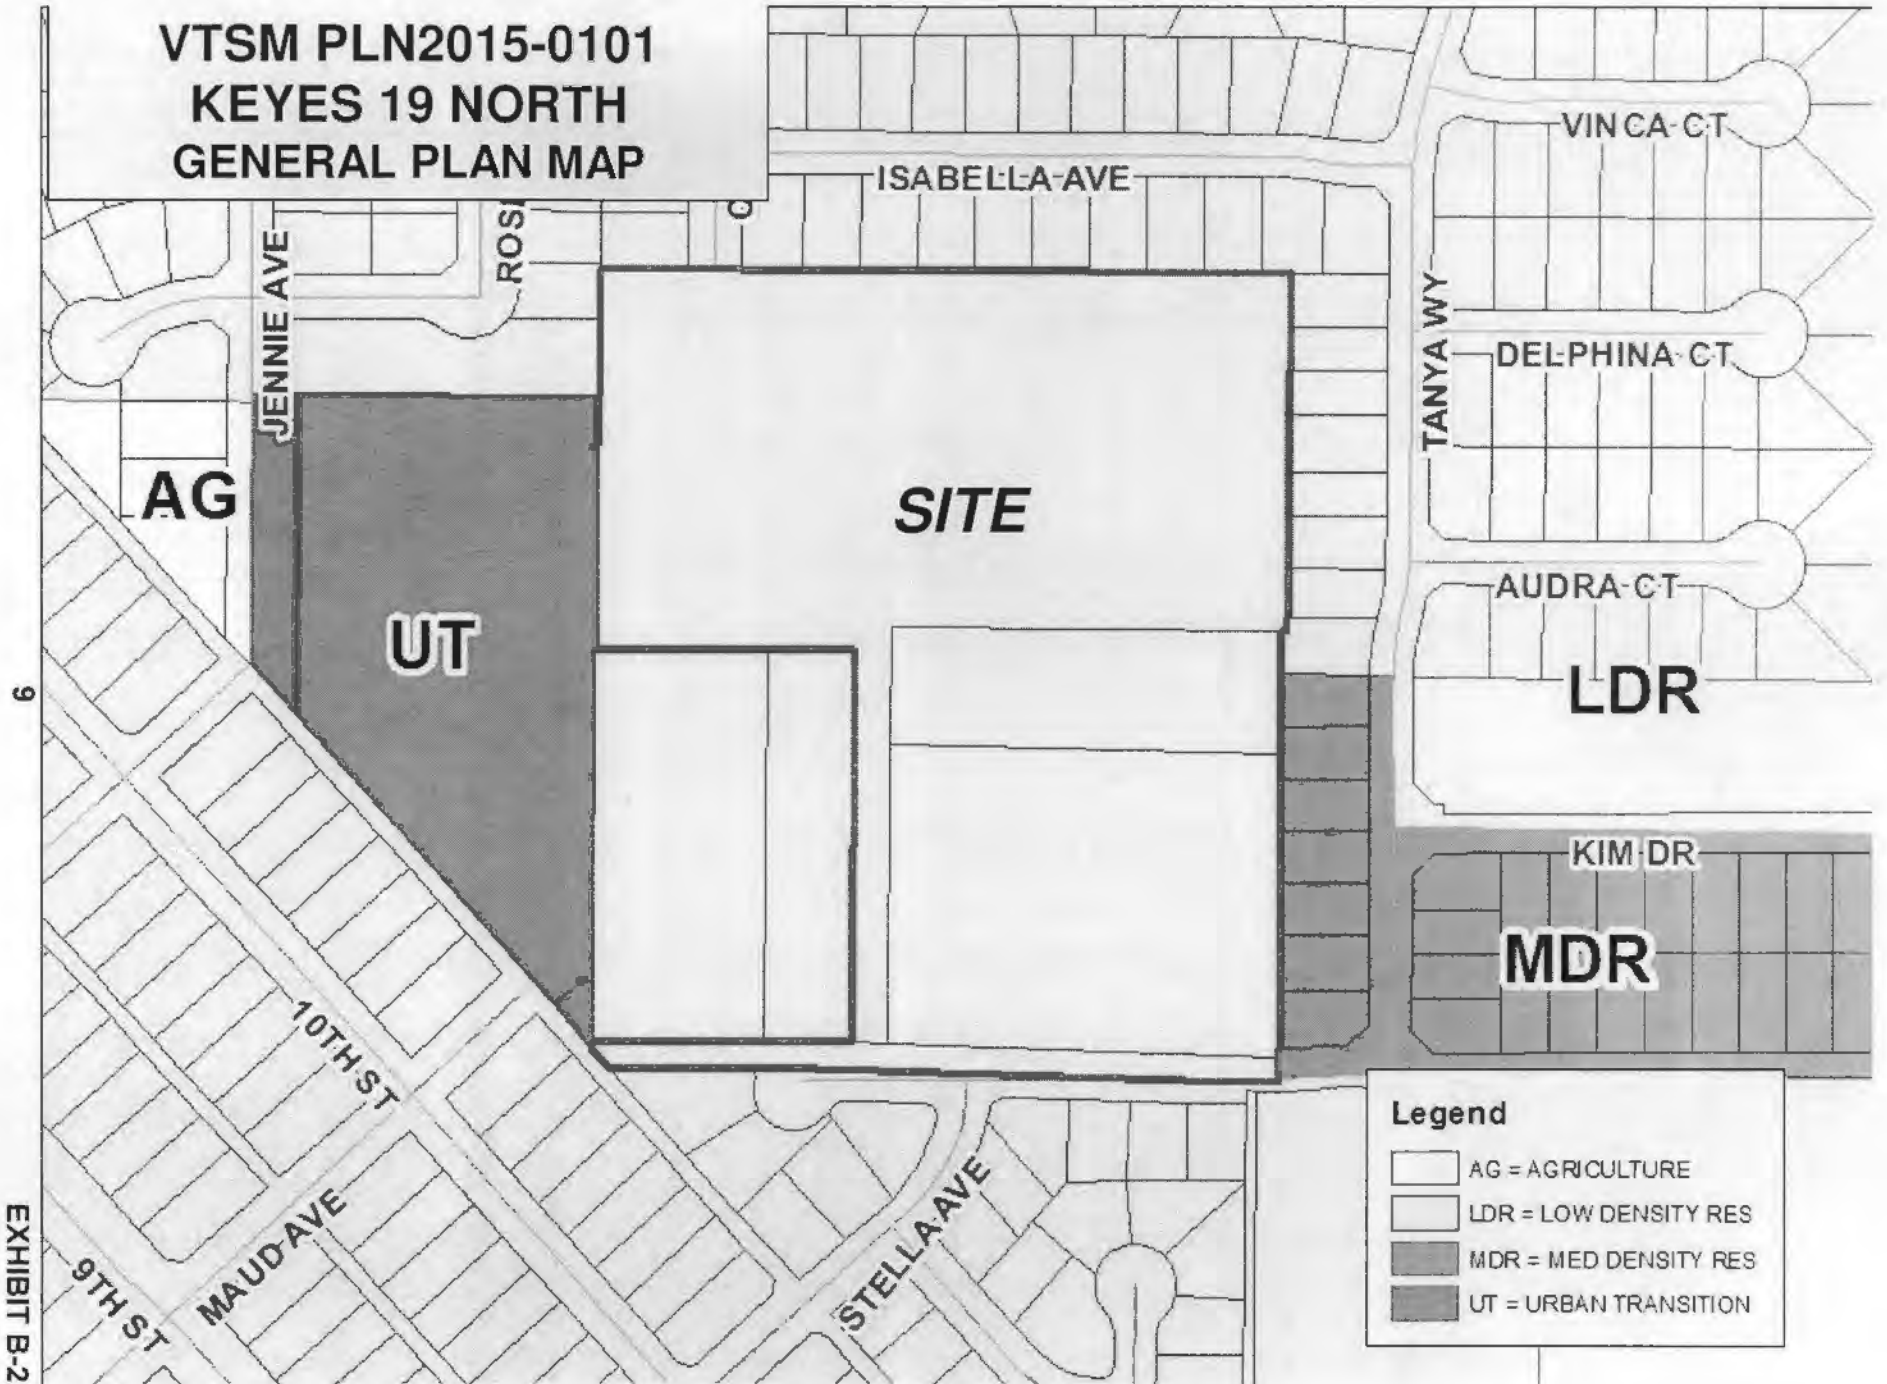 VTSM PLN2015-0101
KEYES 19 NORTH
GENERAL PLAN MAP
VINCA CT
ISABELLA AVE
JENNIE AVE
TANYA WY
DELPHINA CT
AG
SITE
AUDRA CT
UT
LDR
9
KIM DR
MDR
10TH ST
MAUD AVE
9TH ST
STELLA AVE
Legend
AG = AGRICULTURE
LDR = LOW DENSITY RES
MDR = MED DENSITY RES
UT = URBAN TRANSITION
EXHIBIT B-2